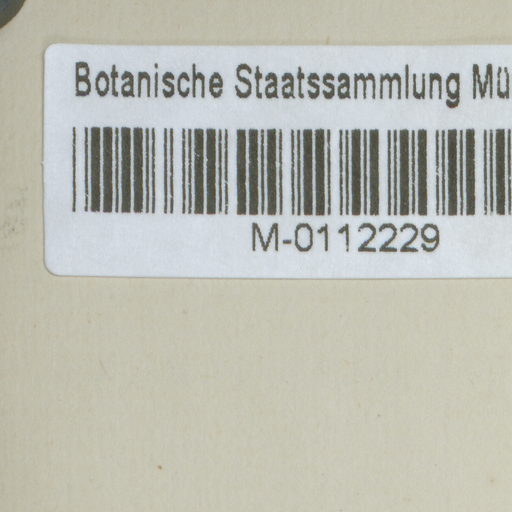 Botanische Staatssammlung Mü
M-0112229